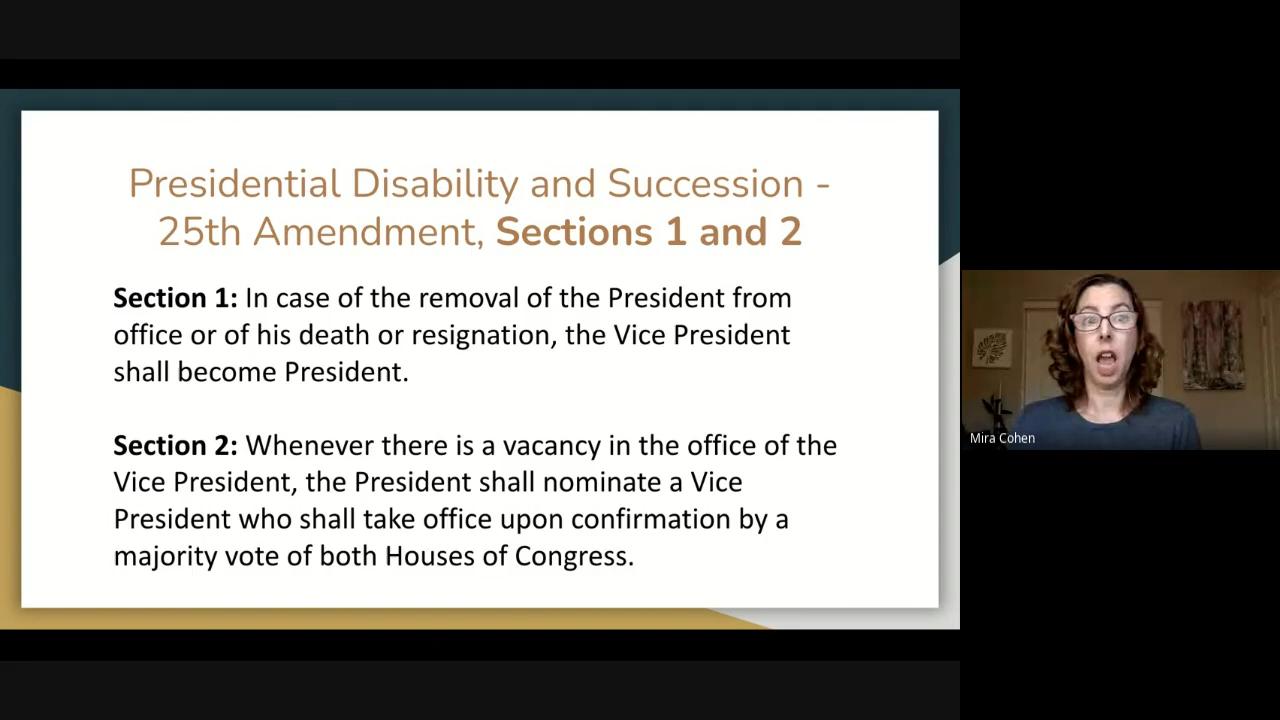 Presidential Disability and Succession -
25th Amendment, Sections 1 and 2
Section 1: In case of the removal of the President from
office or of his death or resignation, the Vice President
shall become President.
Section 2: Whenever there is a vacancy in the office of the
Vice President, the President shall nominate a Vice
President who shall take office upon confirmation by a
majority vote of both Houses of Congress.
Mira Cohen